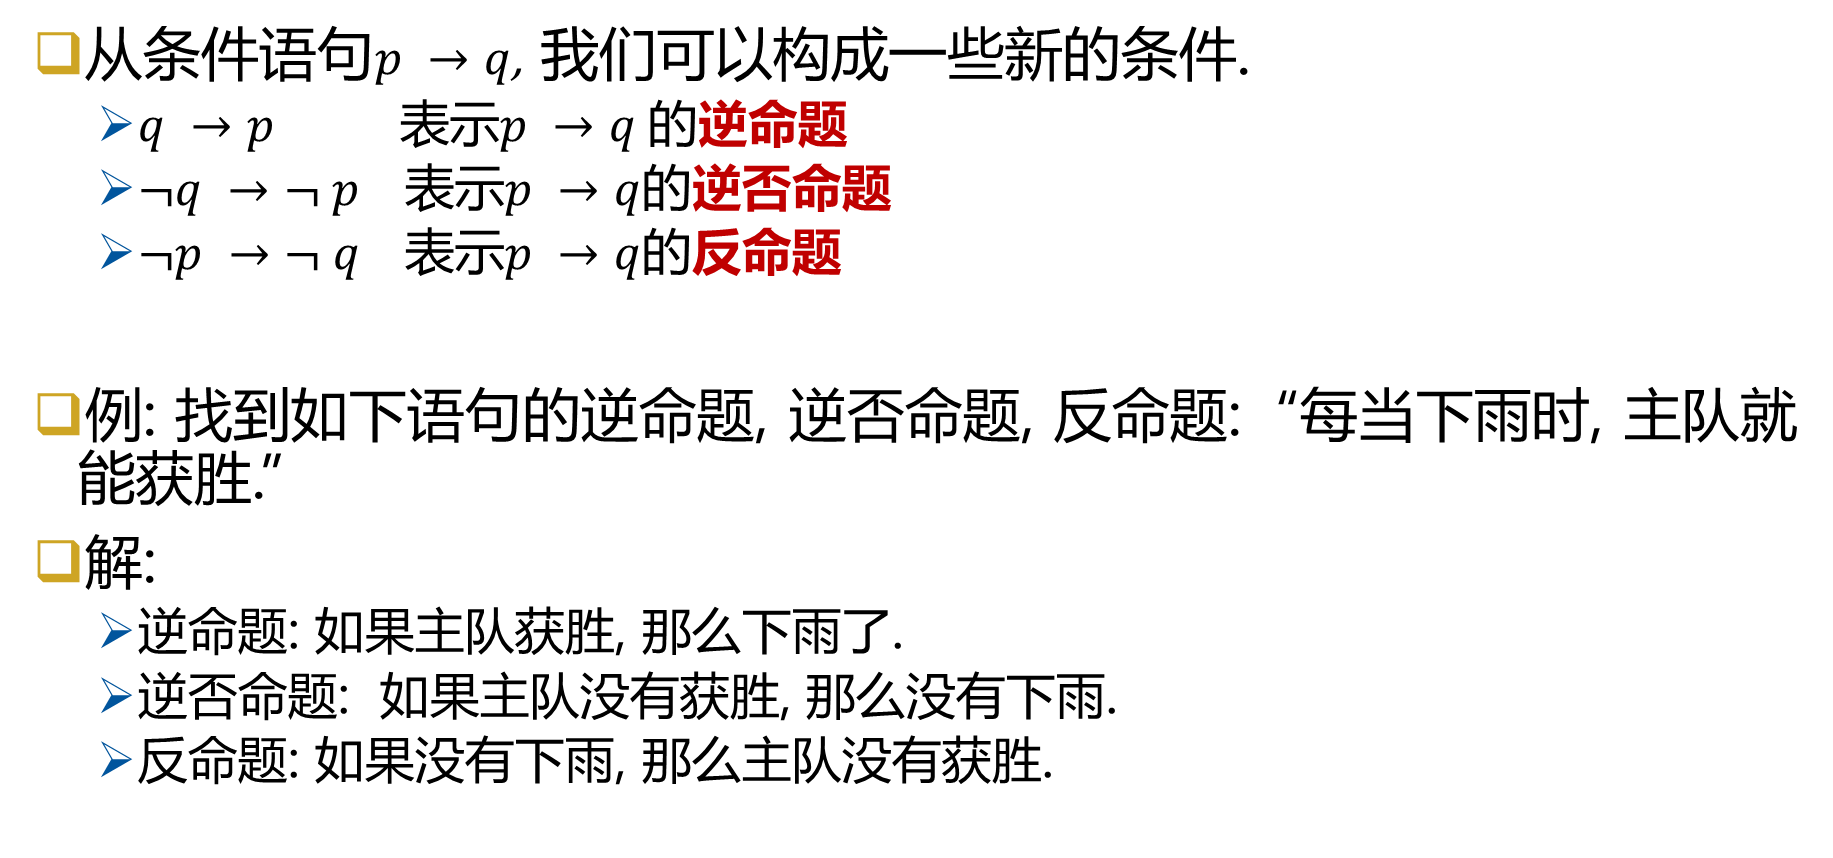 从条件语句p → q, 我们可以构成一些新的条件.
q → p 表示p → q 的逆命题
¬q → ¬ p 表示p → q的逆否命题
¬p → ¬ q 表示p → q的反命题
例: 找到如下语句的逆命题, 逆否命题, 反命题: “每当下雨时, 主队就
能获胜.”
解:
逆命题: 如果主队获胜, 那么下雨了.
逆否命题: 如果主队没有获胜, 那么没有下雨.
反命题: 如果没有下雨, 那么主队没有获胜.